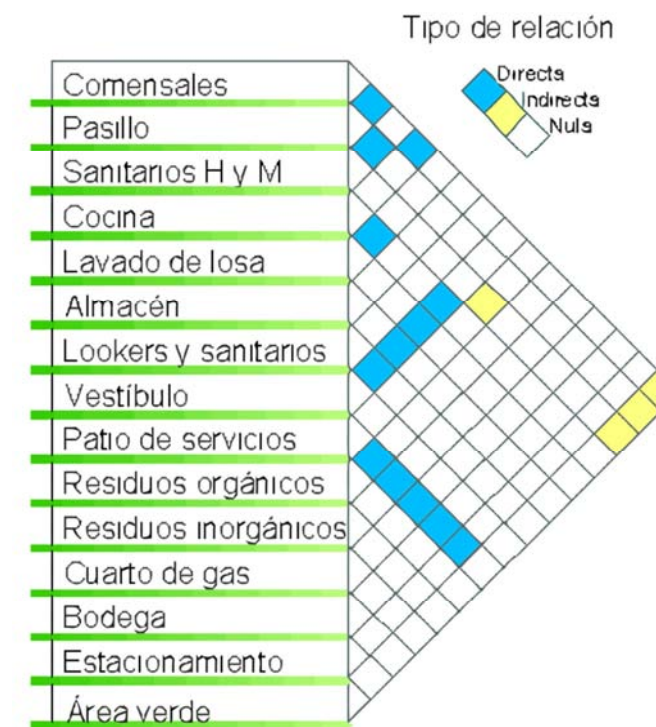 Tipo de relación
Directa
Indirecta
Nula
Comensales
Pasillo
Sanitarios H y M
Cocina
Lavado de losa
Almacén
Lookers y sanitarios
Vestíbulo
Patio de servicios
Residuos orgánicos
Residuos inorgánicos
Cuarto de gas
Bodega
Estacionamiento
Área verde